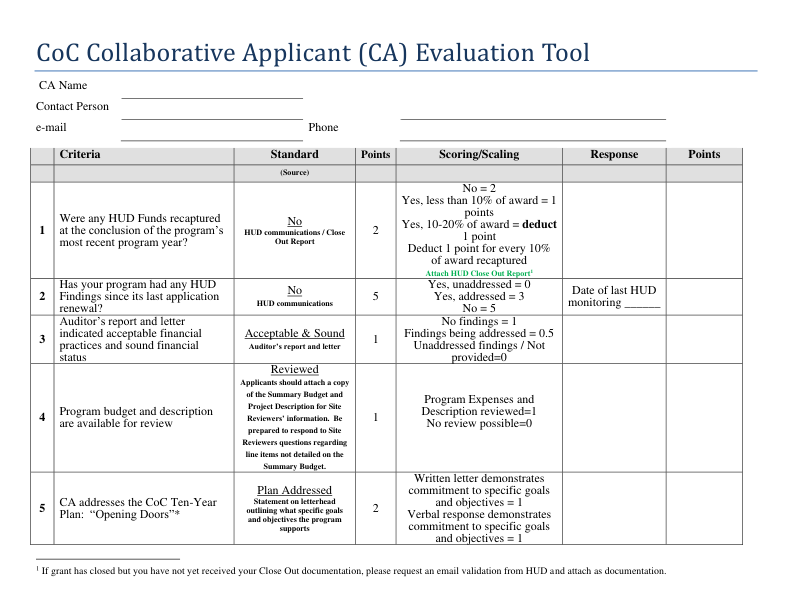 CoC Collaborative Applicant (CA) Evaluation Tool
CA Name
Contact Person
e-mail
Phone
Criteria
Standard
Points
Scoring/Scaling
Response
Points
(Source)
1
Were any HUD Funds recaptured
at the conclusion of the program's
most recent program year?
No
HUD communications / Close
Out Report
2
No = 2
Yes, less than 10% of award = 1
points
Yes, 10-20% of award = deduct
1 point
Deduct 1 point for every 10%
of award recaptured
Attach HUD Close Out Report1
2
Has your program had any HUD
Findings since its last application
renewal?
No
HUD communications
5
Yes, unaddressed = 0
Yes, addressed = 3
No = 5
Date of last HUD
monitoring ______
3
Auditor's report and letter
indicated acceptable financial
practices and sound financial
status
Acceptable & Sound
Auditor's report and letter
1
No findings = 1
Findings being addressed = 0.5
Unaddressed findings / Not
provided=0
4
Program budget and description
are available for review
Reviewed
Applicants should attach a copy
of the Summary Budget and
Project Description for Site
Reviewers' information. Be
prepared to respond to Site
Reviewers questions regarding
line items not detailed on the
Summary Budget.
1
Program Expenses and
Description reviewed=1
No review possible=0
5
CA addresses the CoC Ten-Year
Plan: "Opening Doors"*
Plan Addressed
Statement on letterhead
outlining what specific goals
and objectives the program
supports
2
Written letter demonstrates
commitment to specific goals
and objectives = 1
Verbal response demonstrates
commitment to specific goals
and objectives = 1
1 If grant has closed but you have not yet received your Close Out documentation, please request an email validation from HUD and attach as documentation.